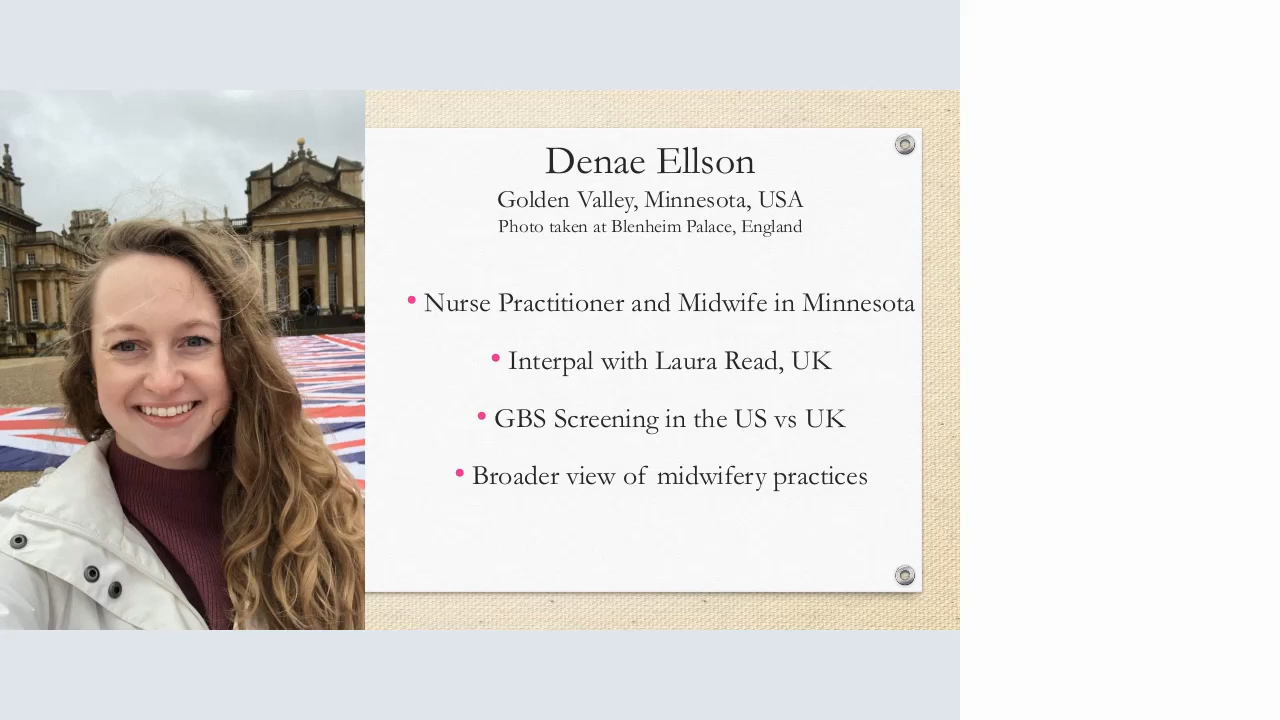 Denae Ellson
Golden Valley, Minnesota, USA
Photo taken at Blenheim Palace, England
• Nurse Practitioner and Midwife in Minnesota
• Interpal with Laura Read, UK
• GBS Screening in the US vs UK
• Broader view of midwifery practices